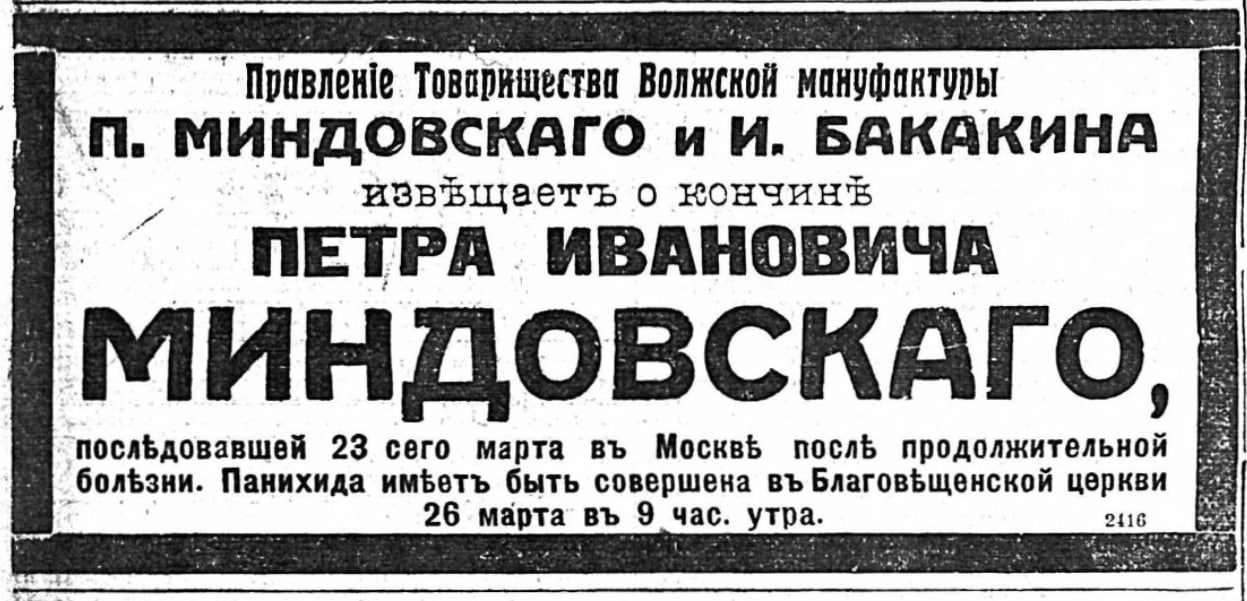 Правленіе Товарищества Волжской мануфактуры
П. МИНДОВСКАГО и И. БАКАКИНА
извѣщаетъ о кончинѣ
ПЕТРА ИВАНОВИЧА
МИНДОВСКАГО,
послѣдовавшей 23 сего марта въ Москвѣ послѣ продолжительной
болѣзни. Панихида имѣетъ быть совершена въ Благовѣщенской церкви
26 марта въ 9 час. утра.
2416